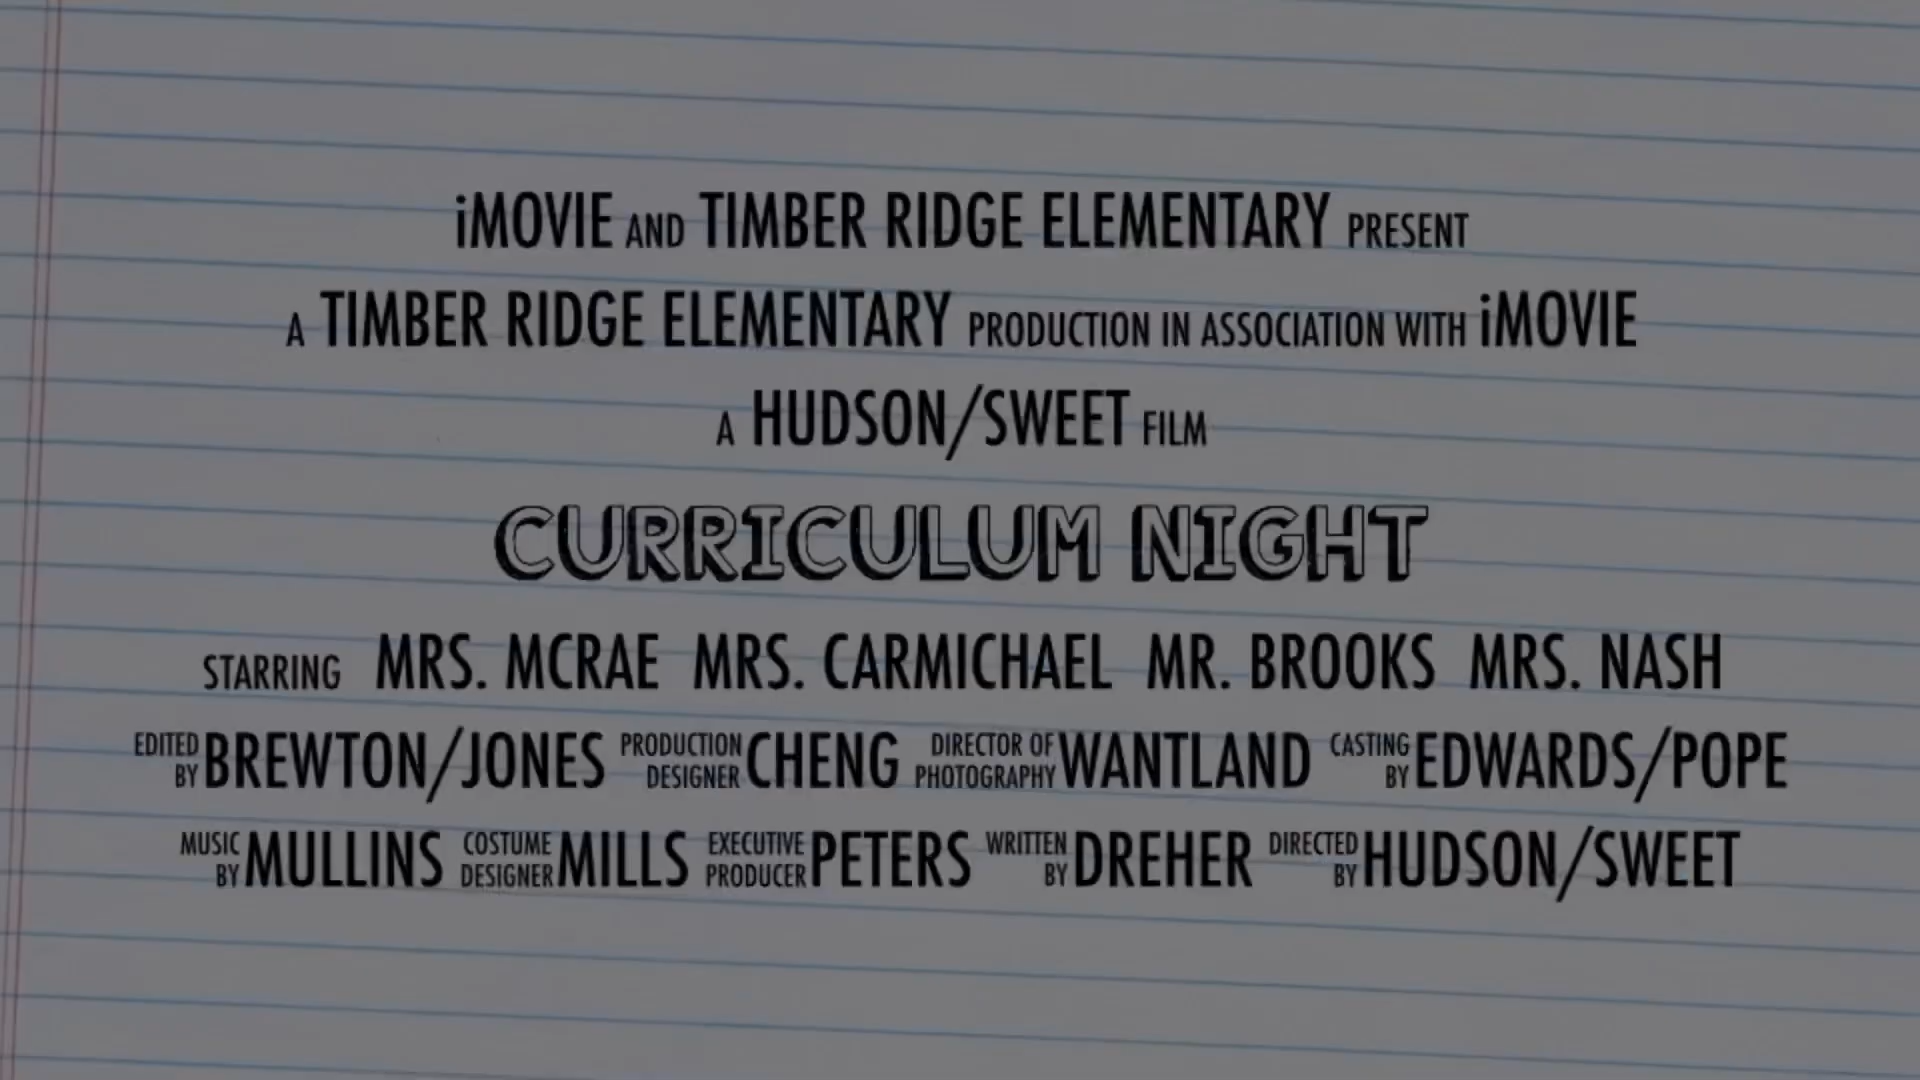 iMOVIE AND TIMBER RIDGE ELEMENTARY PRESENT
A TIMBER RIDGE ELEMENTARY PRODUCTION IN ASSOCIATION WITH iMOVIE
A HUDSON/SWEET FILM
CURRICULUM NIGHT
STARRING MRS. MCRAE MRS. CARMICHAEL MR. BROOKS MRS. NASH
EDITED BY BREWTON/JONES PRODUCTION DESIGNER CHENG DIRECTOR OF PHOTOGRAPHY WANTLAND CASTING BY EDWARDS/POPE
MUSIC BY MULLINS COSTUME DESIGNER MILLS EXECUTIVE PRODUCER PETERS WRITTEN BY DREHER DIRECTED BY HUDSON/SWEET